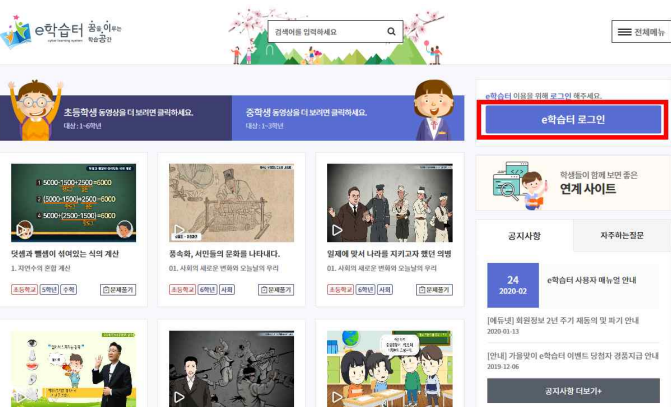 e학습터 꿈을 이루는 학습공간
검색어를 입력하세요
전체메뉴
초등학생 동영상을 더 보려면 클릭하세요.
대상 : 1~6학년
중학생 동영상을 더 보려면 클릭하세요.
대상 : 1~3학년
e학습터 이용을 위해 로그인 해주세요.
e학습터 로그인
5000-1500+2500=6000
(5000-1500)+2500=6000
5000+(2500-1500)=6000
덧셈과 뺄셈이 섞여있는 식의 계산
1. 자연수의 혼합 계산
초등학교 5학년 수학 문제풀기
풍속화, 서민들의 문화를 나타내다.
01. 사회의 새로운 변화와 오늘날의 우리
초등학교 6학년 사회 문제풀기
일제에 맞서 나라를 지키고자 했던 의병
01. 사회의 새로운 변화와 오늘날의 우리
초등학교 6학년 사회 문제풀기
학생들이 함께 보면 좋은
연계 사이트
공지사항
자주하는질문
24
2020-02
e학습터 사용자 매뉴얼 안내
[에듀넷] 회원정보 2년 주기 재동의 및 파기 안내
2020-01-13
[안내] 가을맞이 e학습터 이벤트 당첨자 경품지급 안내
2019-12-06
공지사항 더보기+